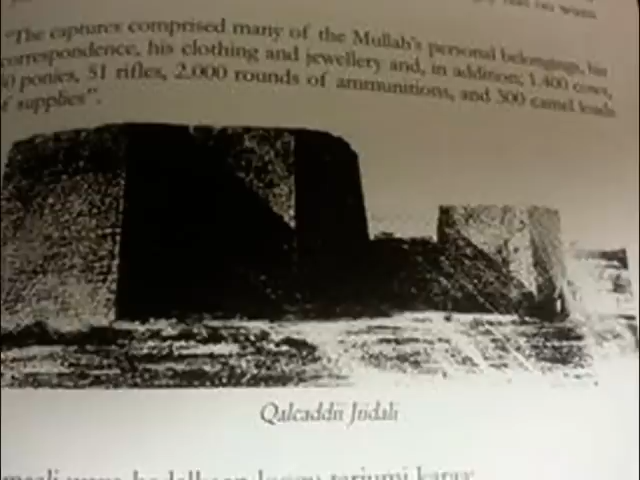 "The captures comprised many of the Mullah's personal belongings, his
correspondence, his clothing and jewellery and, in addition; 1.400 cows,
ponies, 51 rifles, 2.000 rounds of ammunitions, and 300 camel loads
of supplies".
Qalcaddii Jiidali